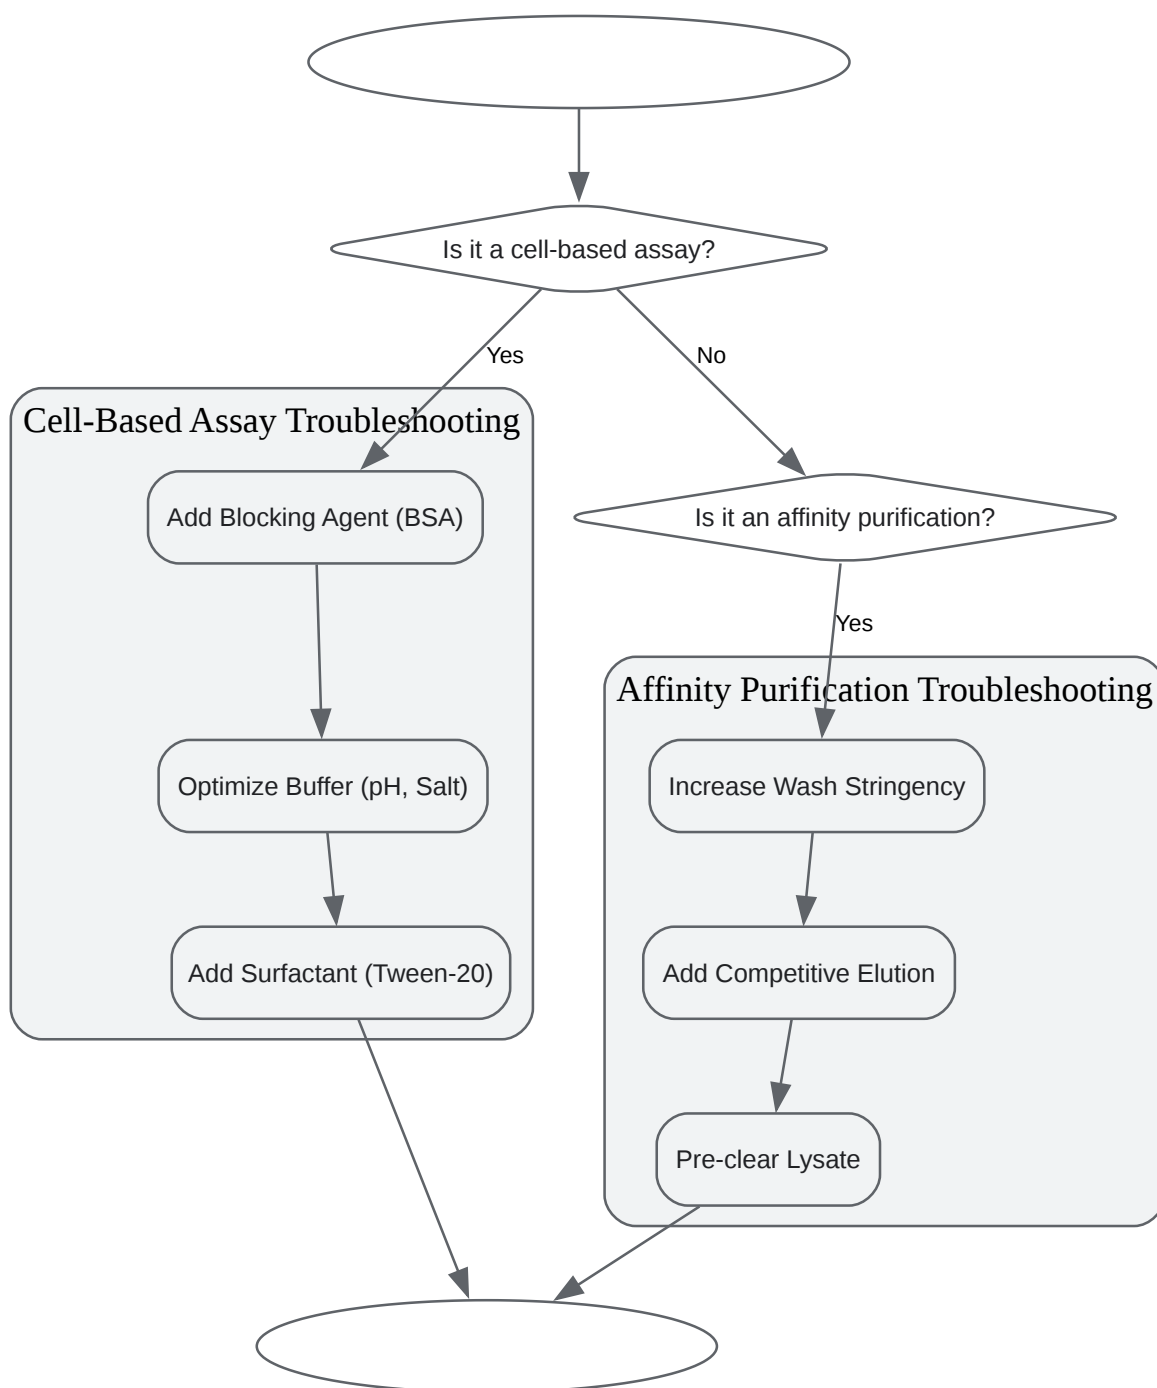 Is it a cell-based assay?
Yes
No
Cell-Based Assay Troubleshooting
Add Blocking Agent (BSA)
Is it an affinity purification?
Yes
Affinity Purification Troubleshooting
Optimize Buffer (pH, Salt)
Increase Wash Stringency
Add Surfactant (Tween-20)
Add Competitive Elution
Pre-clear Lysate